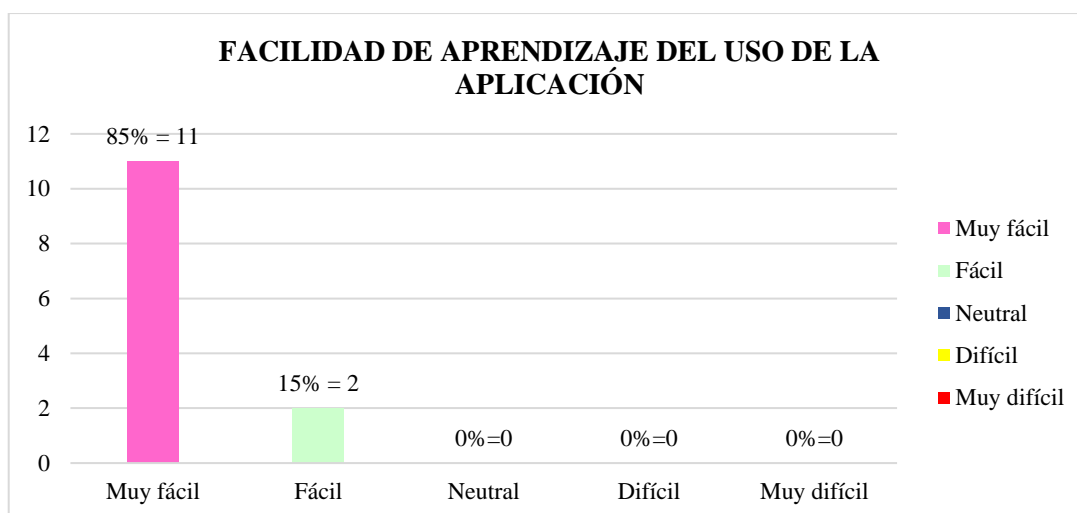 FACILIDAD DE APRENDIZAJE DEL USO DE LA
APLICACIÓN
12
10
8
6
4
2
0
85% = 11
15% = 2
0%=0
0%=0
0%=0
Muy fácil
Fácil
Neutral
Difícil
Muy difícil
Muy fácil
Fácil
Neutral
Difícil
Muy difícil